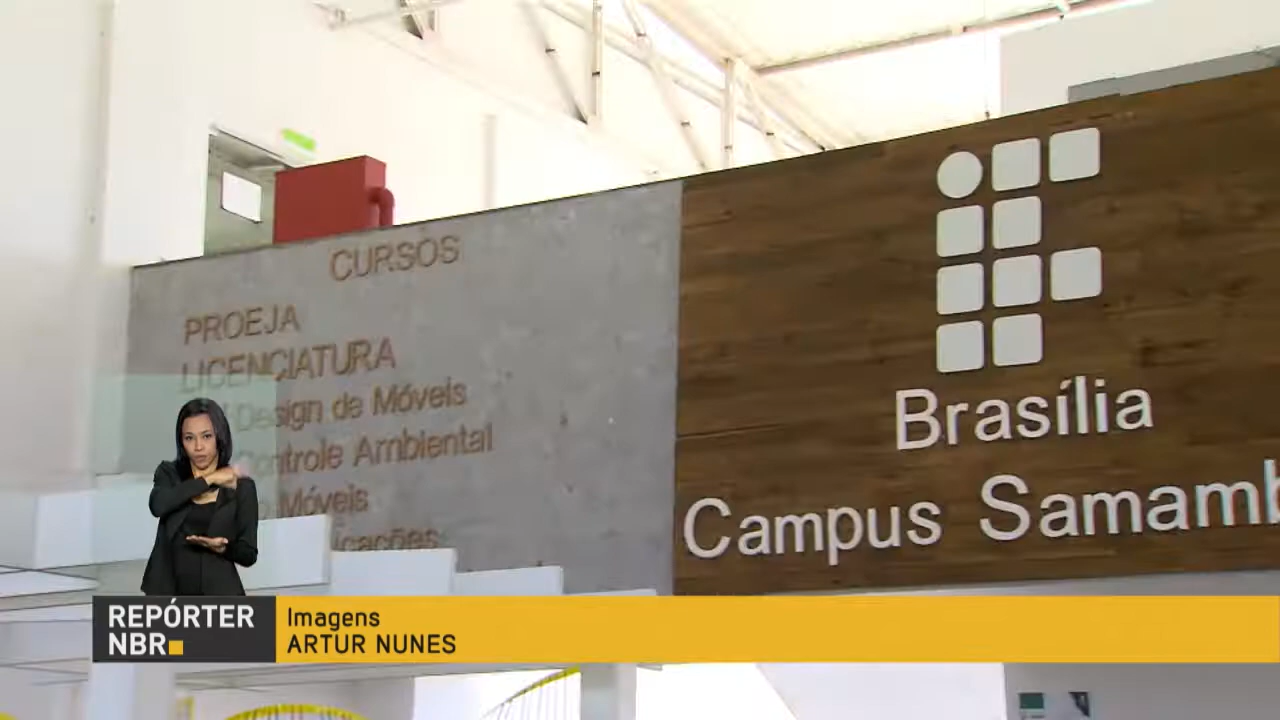 CURSOS
PROEJA
LICENCIATURA
Design de Móveis
Controle Ambiental
Móveis
Brasília
Campus Samamb
REPÓRTER
NBR
Imagens
ARTUR NUNES